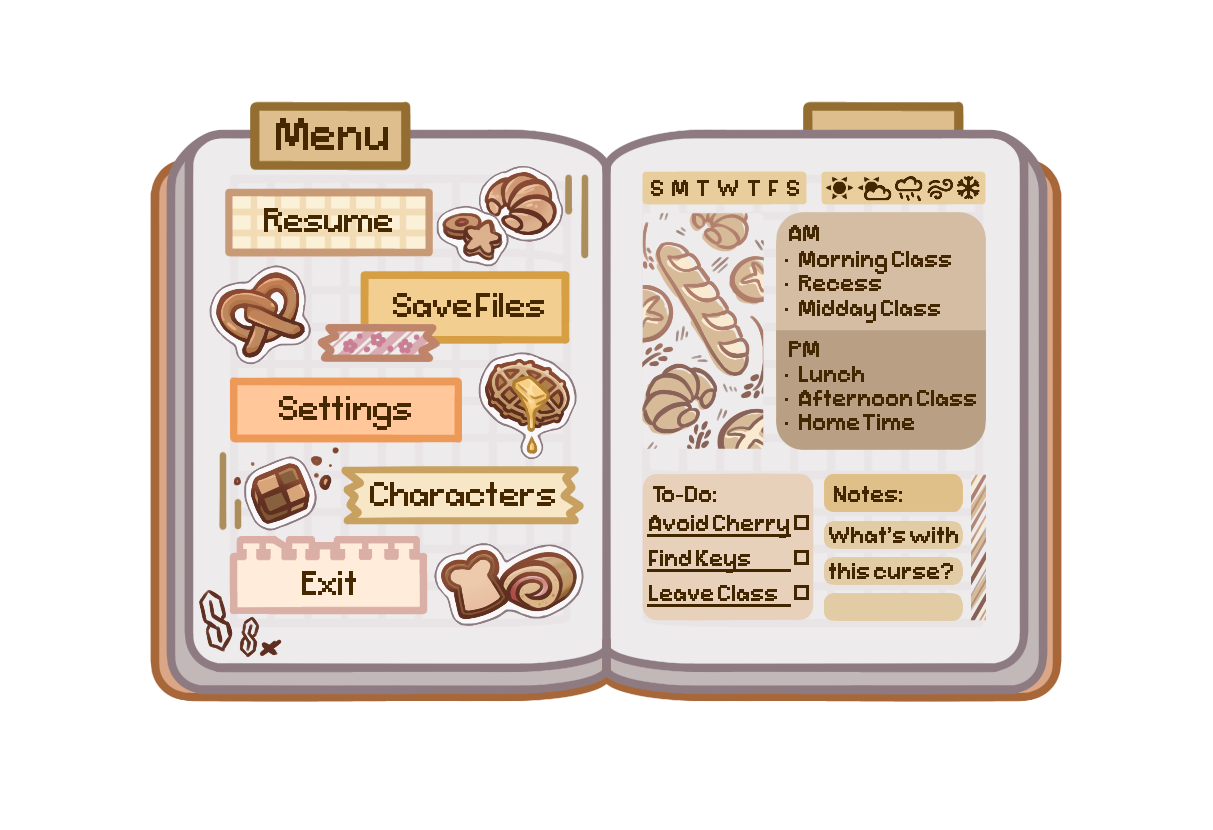 Menu
Resume
Save Files
Settings
Characters
Exit
S M T W T F S
AM
· Morning Class
· Recess
· Midday Class
PM
· Lunch
· Afternoon Class
· Home Time
To-Do:
Avoid Cherry
Find Keys
Leave Class
Notes:
What's with
this curse?